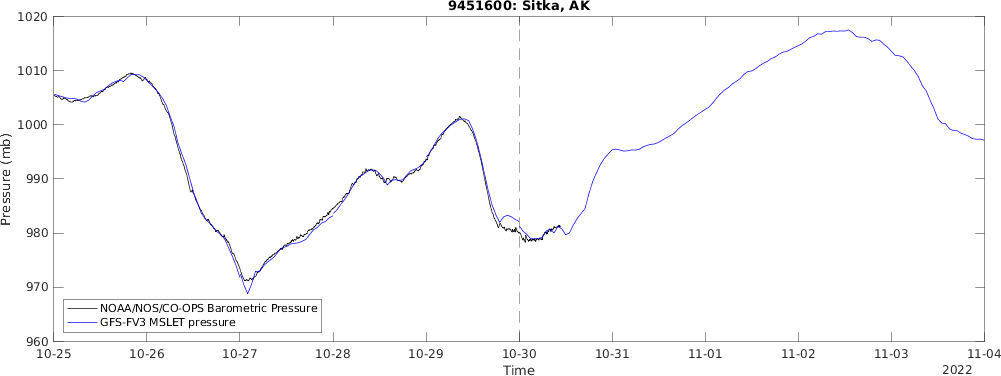 9451600: Sitka, AK
Pressure (mb)
1020
1010
1000
990
980
970
960
NOAA/NOS/CO-OPS Barometric Pressure
GFS-FV3 MSLET pressure
10-25 10-26 10-27 10-28 10-29 10-30 10-31 11-01 11-02 11-03 11-04
Time
2022